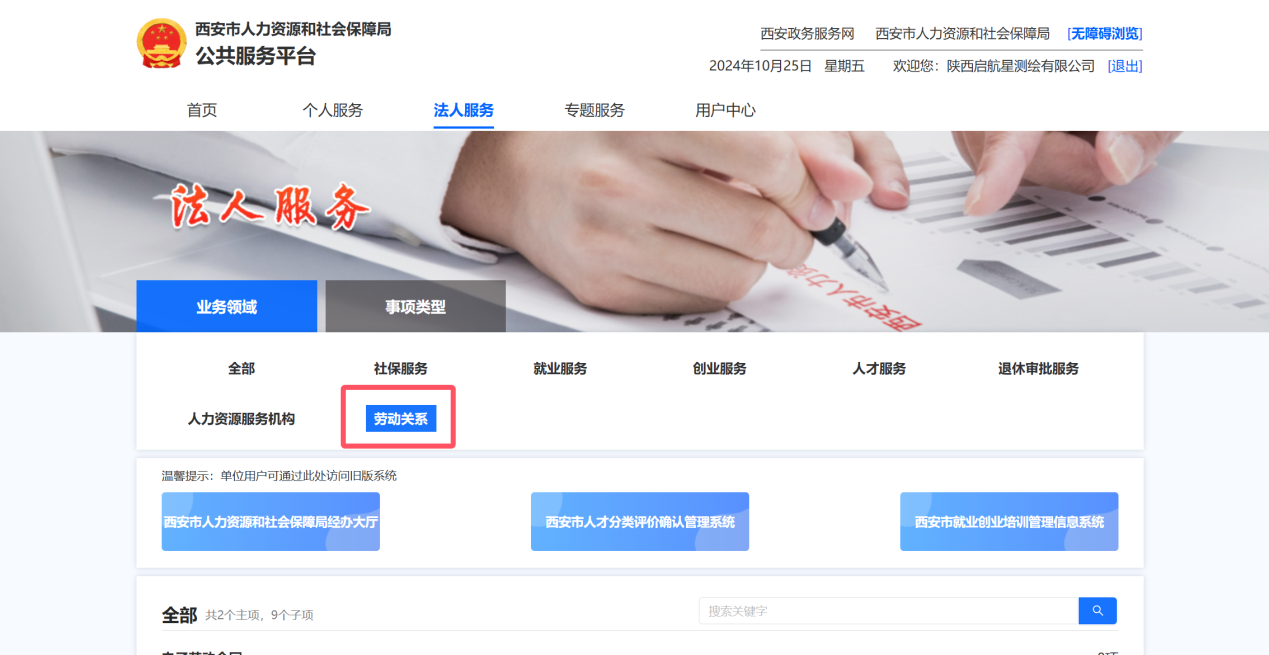 西安市人力资源和社会保障局
公共服务平台
西安政务服务网 西安市人力资源和社会保障局 [无障碍浏览]
2024年10月25日 星期五 欢迎您：陕西启航星测绘有限公司 [退出]
首页 个人服务 法人服务 专题服务 用户中心
法人服务
西安市人力
业务领域 事项类型
全部 社保服务 就业服务 创业服务 人才服务 退休审批服务
人力资源服务机构 劳动关系
温馨提示：单位用户可通过此处访问旧版系统
西安市人力资源和社会保障局经办大厅 西安市人才分类评价确认管理系统 西安市就业创业培训管理信息系统
全部 共2个主项，9个子项 搜索关键字